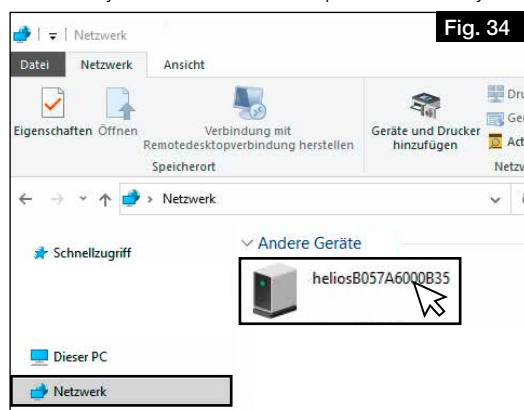 Fig. 34
Netzwerk
Datei Netzwerk Ansicht
Eigenschaften Öffnen
Verbindung mit
Remotedesktopverbindung herstellen
Geräte und Drucker
hinzufügen
Speicherort
Netzwerk
Schnellzugriff
Andere Geräte
heliosB057A6000B35
Dieser PC
Netzwerk